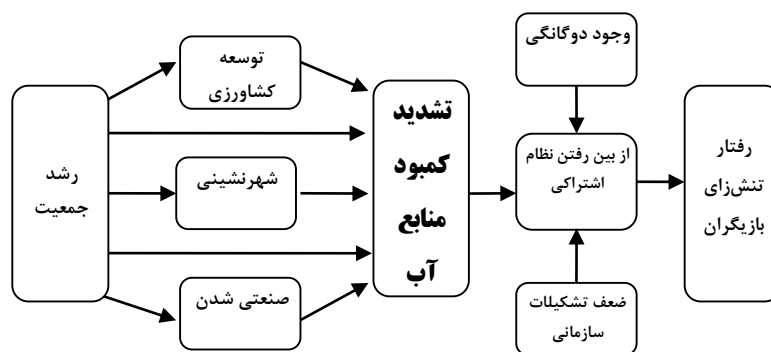 رشد
جمعیت
توسعه
کشاورزی
شهرنشینی
صنعتی شدن
تشدید
کمبود
منابع
آب
وجود دوگانگی
از بین رفتن نظام
اشتراکی
ضعف تشکیلات
سازمانی
رفتار
تنش‌زای
بازیگران